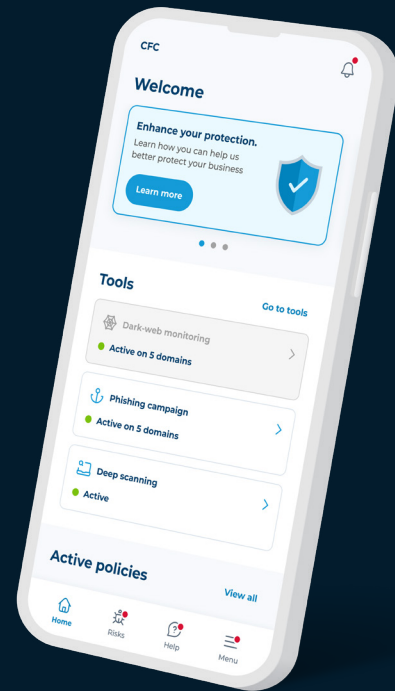 CFC
Welcome
Enhance your protection.
Learn how you can help us
better protect your business
Learn more
Tools
Go to tools
Dark-web monitoring
Active on 5 domains
Phishing campaign
Active on 5 domains
Deep scanning
Active
Active policies
View all
Home
Risks
Help
Menu